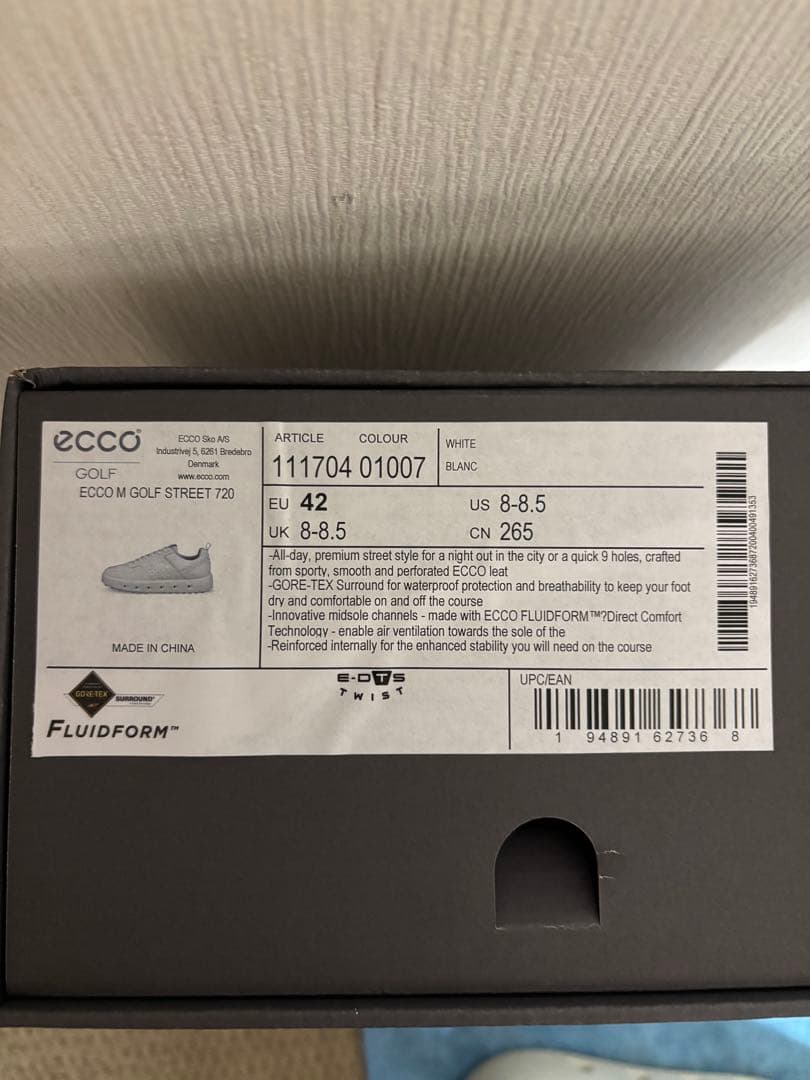 ecco®
GOLF
ECCO Sko A/S
Industrivej 5, 6261 Bredebro
Denmark
www.ecco.com
ECCO M GOLF STREET 720
MADE IN CHINA
ARTICLE COLOUR
111704 01007
WHITE
BLANC
EU 42 US 8-8.5
UK 8-8.5 CN 265
-All-day, premium street style for a night out in the city or a quick 9 holes, crafted
from sporty, smooth and perforated ECCO leat
-GORE-TEX Surround for waterproof protection and breathability to keep your foot
dry and comfortable on and off the course
-Innovative midsole channels - made with ECCO FLUIDFORM™?Direct Comfort
Technology - enable air ventilation towards the sole of the
-Reinforced internally for the enhanced stability you will need on the course
GORE-TEX
SURROUND®
FLUIDFORM™
E-DTS
TWIST
UPC/EAN
1 94891 62736 8